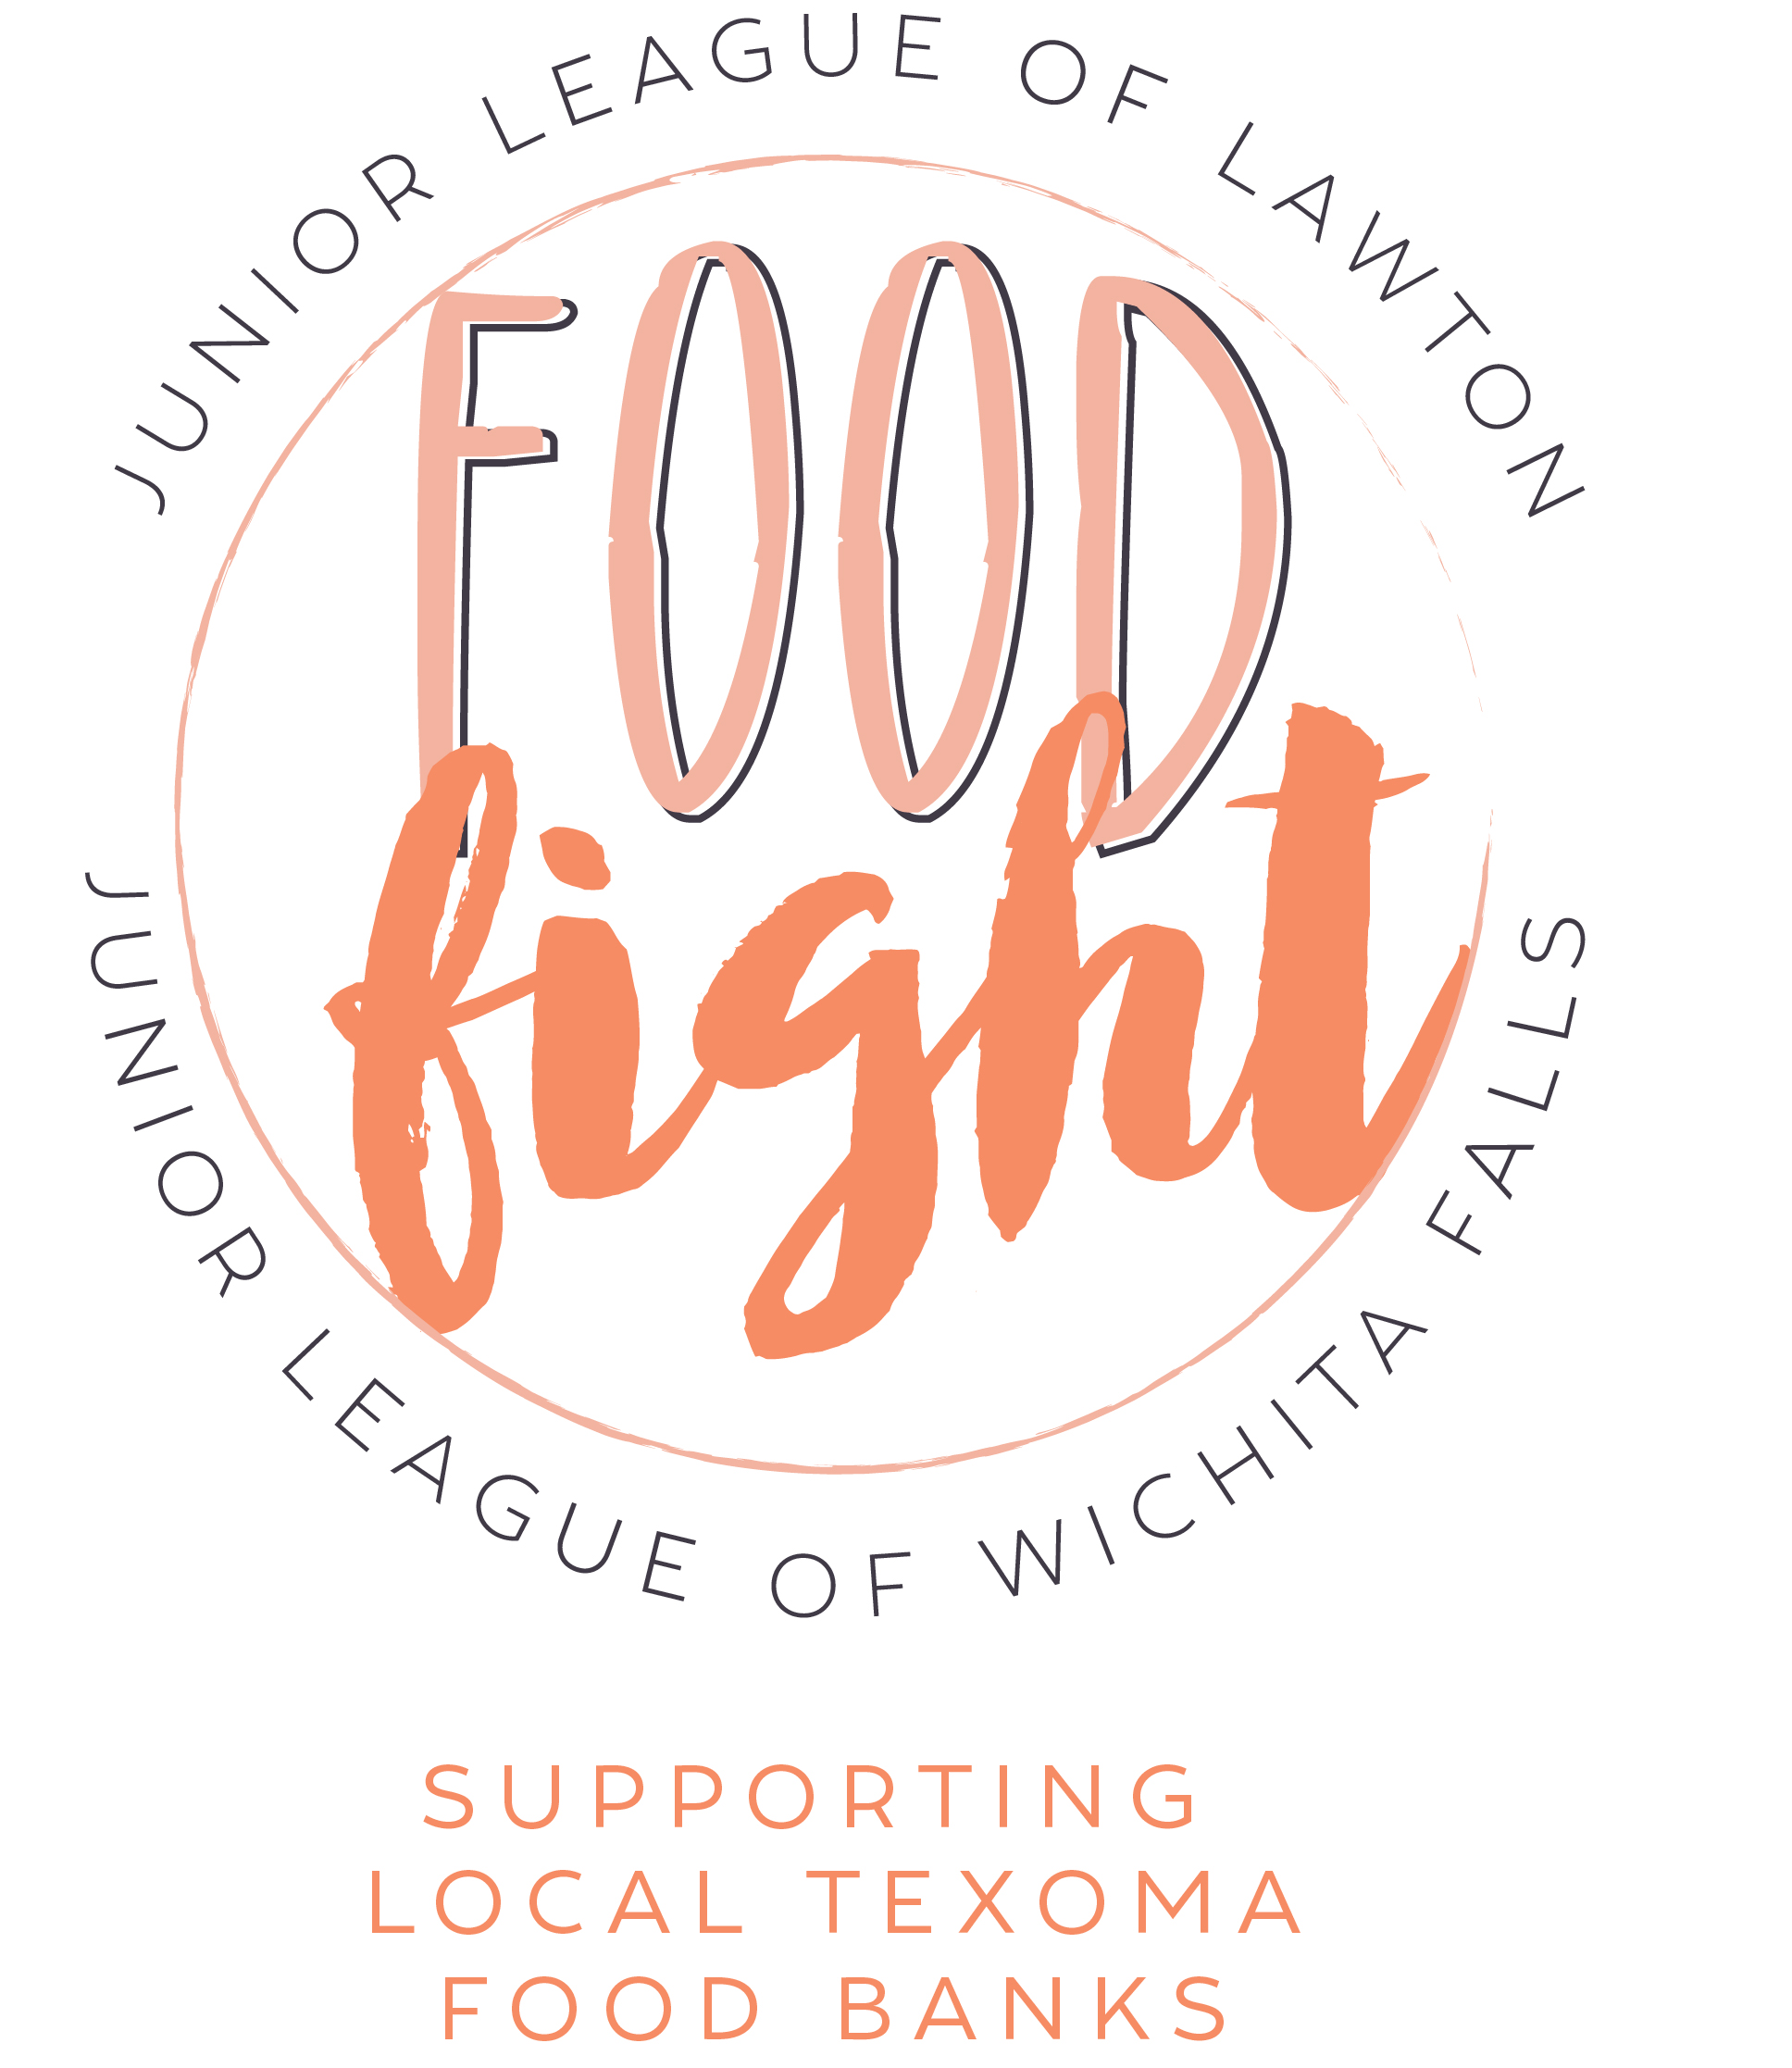 JUNIOR LEAGUE OF LAWTON
FOOD
fight
JUNIOR LEAGUE OF WICHITA FALLS
SUPPORTING
LOCAL TEXOMA
FOOD BANKS